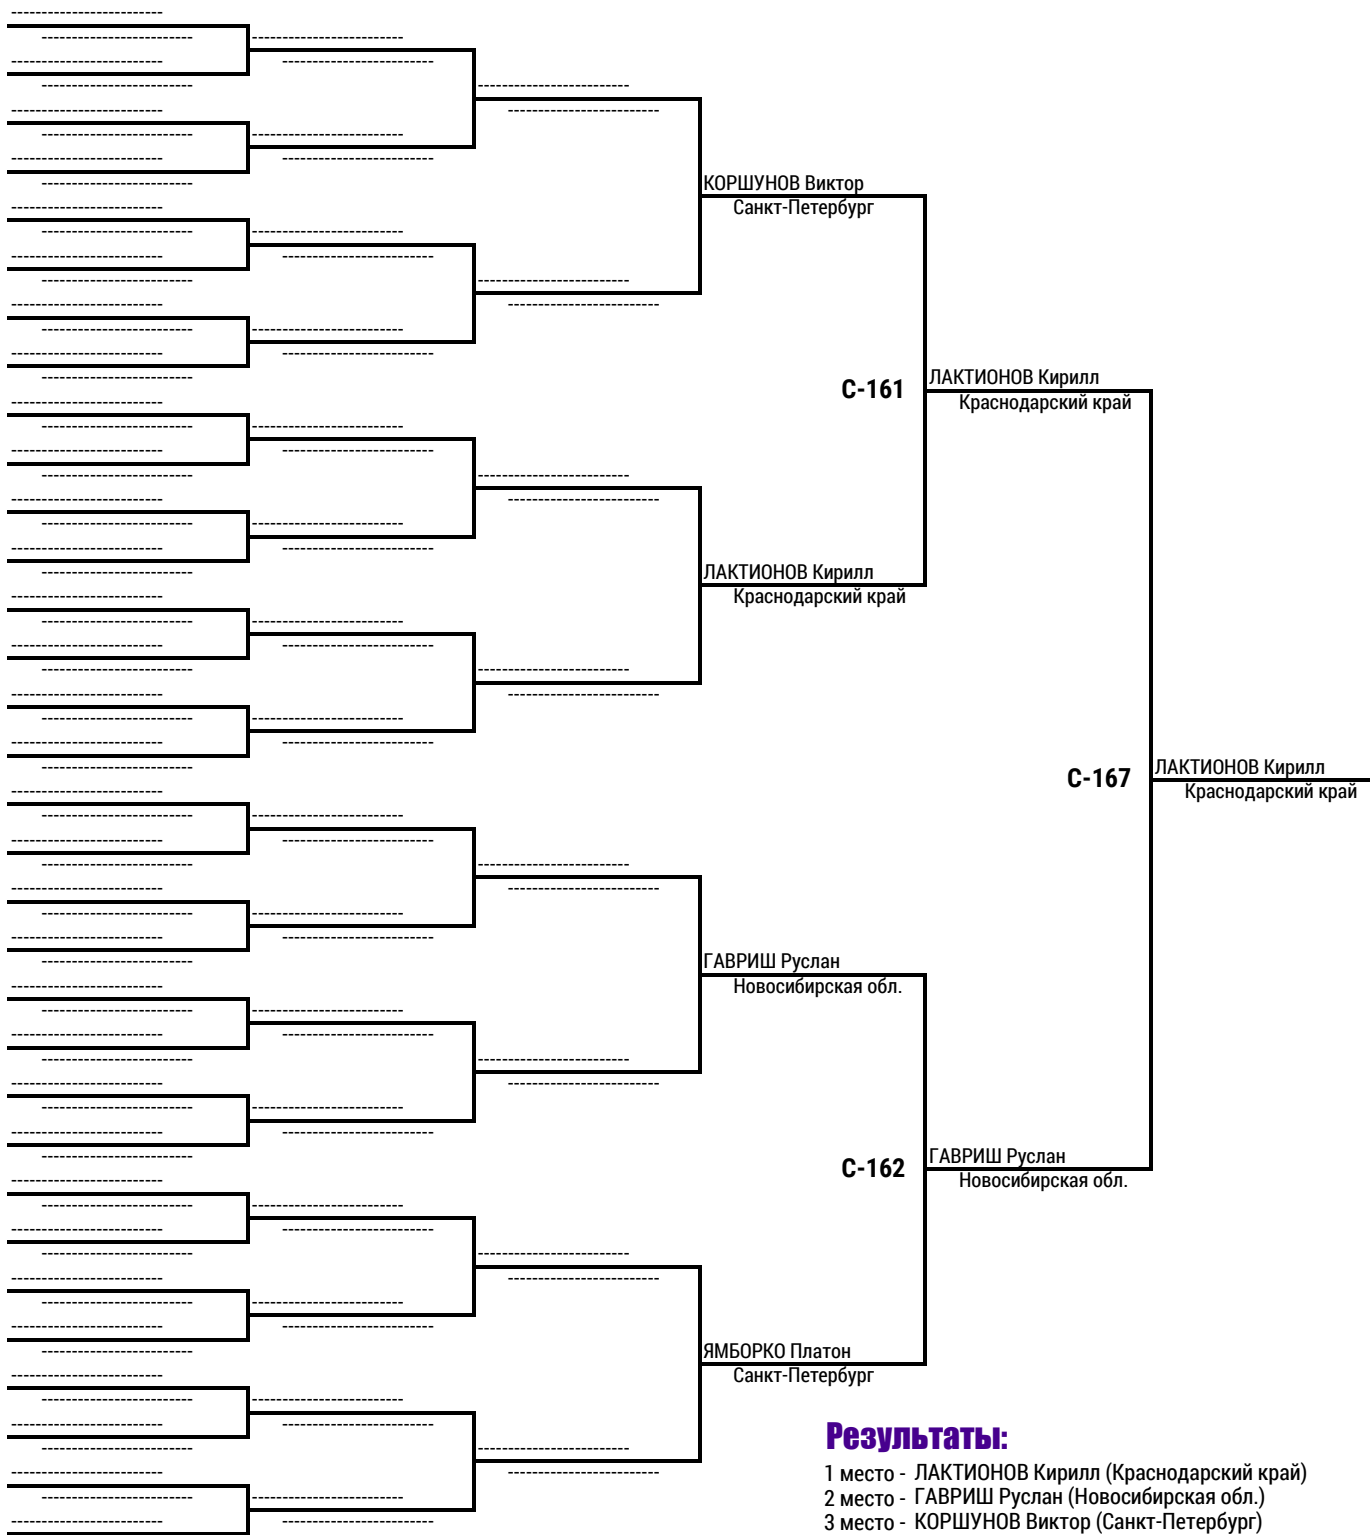 КОРШУНОВ Виктор
Санкт-Петербург
С-161
ЛАКТИОНОВ Кирилл
Краснодарский край
ЛАКТИОНОВ Кирилл
Краснодарский край
С-167
ЛАКТИОНОВ Кирилл
Краснодарский край
ГАВРИШ Руслан
Новосибирская обл.
С-162
ГАВРИШ Руслан
Новосибирская обл.
ЯМБОРКО Платон
Санкт-Петербург
Результаты:
1 место - ЛАКТИОНОВ Кирилл (Краснодарский край)
2 место - ГАВРИШ Руслан (Новосибирская обл.)
3 место - КОРШУНОВ Виктор (Санкт-Петербург)